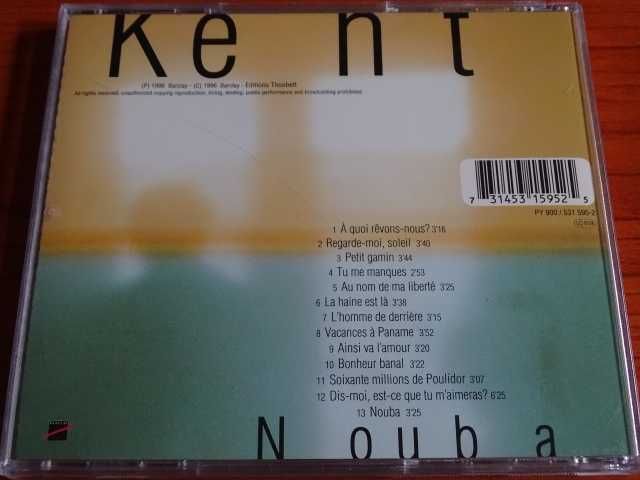 Kent
(P) 1996 Barclay - (C) 1996 Barclay - Editions Thoobett
All rights reserved, unauthorized copying reproduction, hiring, lending, public performance and broadcasting prohibited.
7 31453 15952 5
PY 900 / 531 595-2
1 À quoi rêvons-nous? 3'16
2 Regarde-moi, soleil 3'40
3 Petit gamin 3'44
4 Tu me manques 2'53
5 Au nom de ma liberté 3'25
6 La haine est là 3'38
7 L'homme de derrière 3'15
8 Vacances à Paname 3'52
9 Ainsi va l'amour 3'20
10 Bonheur banal 3'22
11 Soixante millions de Poulidor 3'07
12 Dis-moi, est-ce que tu m'aimeras? 6'25
13 Nouba 3'25
Nouba